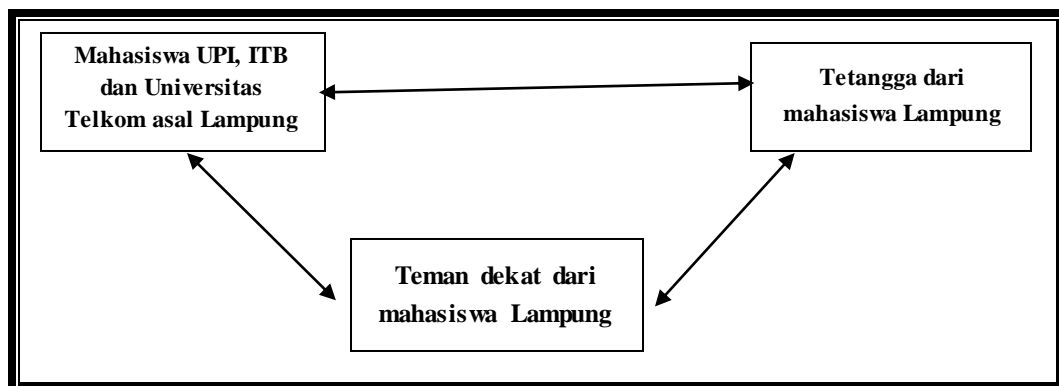 Mahasiswa UPI, ITB
dan Universitas
Telkom asal Lampung
Tetangga dari
mahasiswa Lampung
Teman dekat dari
mahasiswa Lampung